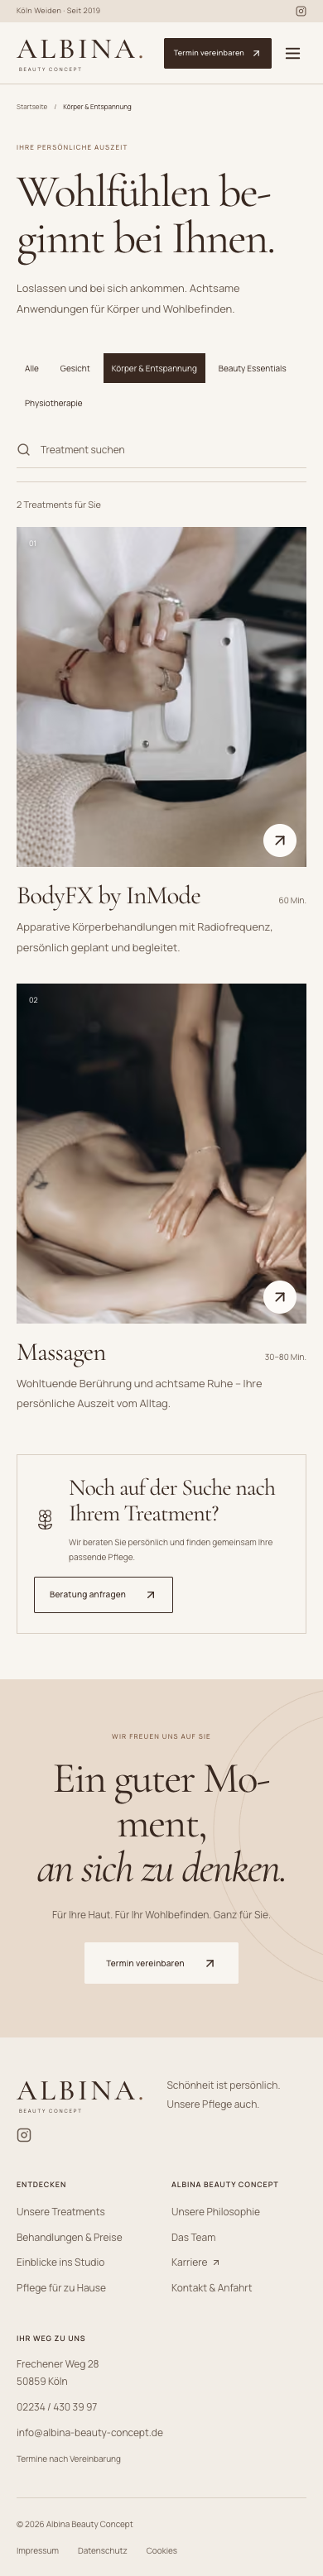 Köln Weiden · Seit 2019
ALBINA.
BEAUTY CONCEPT
Termin vereinbaren
Startseite / Körper & Entspannung
IHRE PERSÖNLICHE AUSZEIT
Wohlfühlen be-
ginnt bei Ihnen.
Loslassen und bei sich ankommen. Achtsame
Anwendungen für Körper und Wohlbefinden.
Alle Gesicht Körper & Entspannung Beauty Essentials
Physiotherapie
Treatment suchen
2 Treatments für Sie
01
BodyFX by InMode
60 Min.
Apparative Körperbehandlungen mit Radiofrequenz,
persönlich geplant und begleitet.
02
Massagen
30–80 Min.
Wohltuende Berührung und achtsame Ruhe – Ihre
persönliche Auszeit vom Alltag.
Noch auf der Suche nach
Ihrem Treatment?
Wir beraten Sie persönlich und finden gemeinsam Ihre
passende Pflege.
Beratung anfragen
WIR FREUEN UNS AUF SIE
Ein guter Mo-
ment,
an sich zu denken.
Für Ihre Haut. Für Ihr Wohlbefinden. Ganz für Sie.
Termin vereinbaren
ALBINA.
BEAUTY CONCEPT
Schönheit ist persönlich.
Unsere Pflege auch.
ENTDECKEN
Unsere Treatments
Behandlungen & Preise
Einblicke ins Studio
Pflege für zu Hause
ALBINA BEAUTY CONCEPT
Unsere Philosophie
Das Team
Karriere
Kontakt & Anfahrt
IHR WEG ZU UNS
Frechener Weg 28
50859 Köln
02234 / 430 39 97
info@albina-beauty-concept.de
Termine nach Vereinbarung
© 2026 Albina Beauty Concept
Impressum Datenschutz Cookies